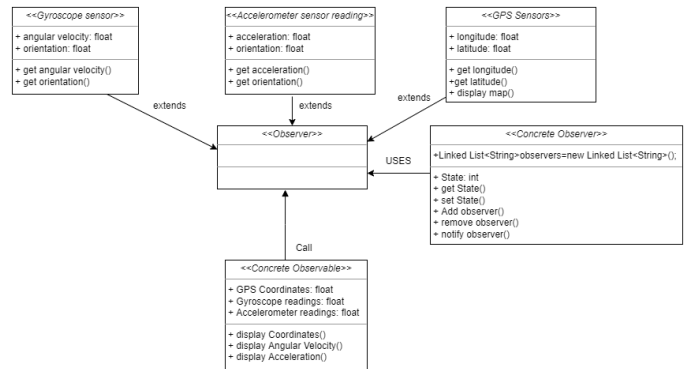 <<Gyroscope sensor>>
+ angular velocity: float
+ orientation: float
+ get angular velocity()
+ get orientation()
<<Accelerometer sensor reading>>
+ acceleration: float
+ orientation: float
+ get acceleration()
+ get orientation()
<<GPS Sensors>>
+ longitude: float
+ latitude: float
+ get longitude()
+get latitude()
+ display map()
extends
extends
extends
<<Observer>>
USES
<<Concrete Observer>>
+Linked List<String>observers=new Linked List<String>();
+ State: int
+ get State()
+ set State()
+ Add observer()
+ remove observer()
+ notify observer()
Call
<<Concrete Observable>>
+ GPS Coordinates: float
+ Gyroscope readings: float
+ Accelerometer readings: float
+ display Coordinates()
+ display Angular Velocity()
+ display Acceleration()